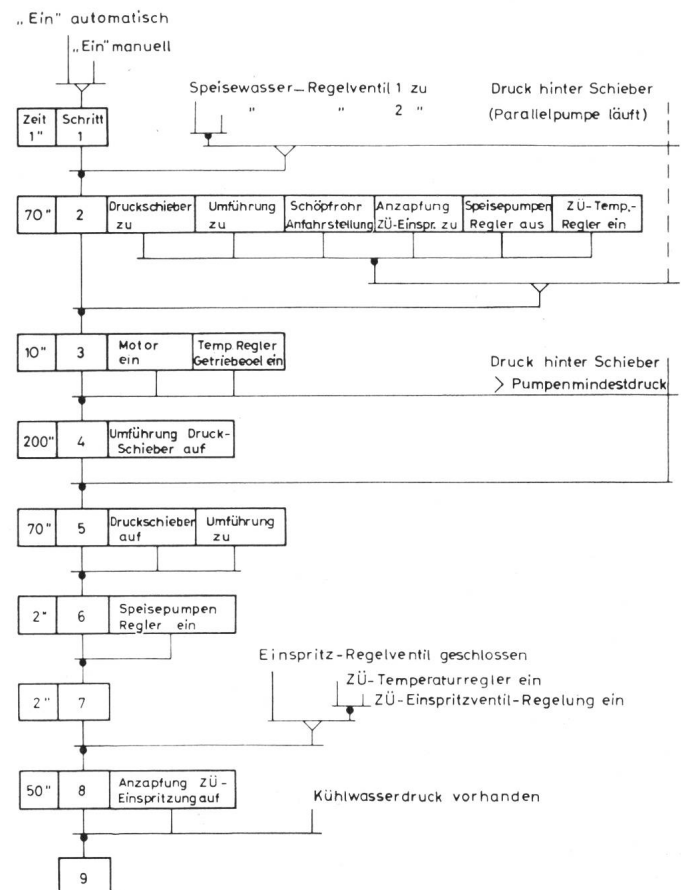 „Ein" automatisch
„Ein" manuell
Speisewasser – Regelventil 1 zu
" " 2 "
Druck hinter Schieber
(Parallelpumpe läuft)
Zeit
1"
Schritt
1
70"
2
Druckschieber
zu
Umführung
zu
Schöpfrohr
Anfahrstellung
Anzapfung
ZÜ-Einspr. zu
Speisepumpen
Regler aus
ZÜ-Temp.-
Regler ein
10"
3
Motor
ein
Temp. Regler
Getriebeoel ein
Druck hinter Schieber
> Pumpenmindestdruck
200"
4
Umführung Druck-
Schieber auf
70"
5
Druckschieber
auf
Umführung
zu
2"
6
Speisepumpen
Regler ein
Einspritz-Regelventil geschlossen
ZÜ-Temperaturregler ein
ZÜ-Einspritzventil-Regelung ein
2"
7
50"
8
Anzapfung ZÜ-
Einspritzung auf
Kühlwasserdruck vorhanden
9